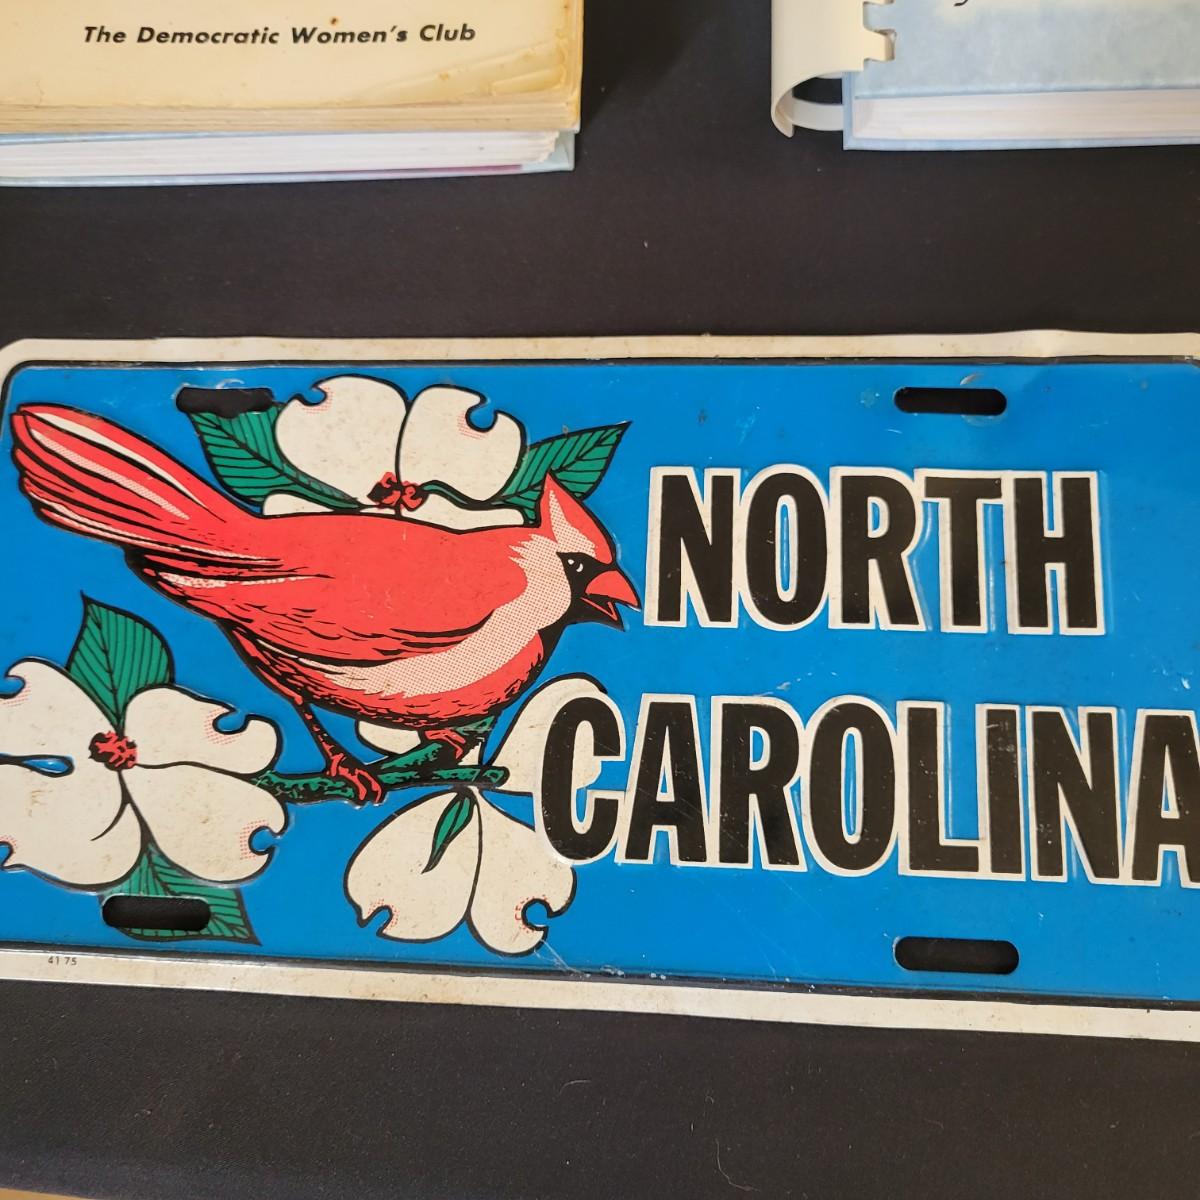 The Democratic Women's Club
NORTH
CAROLINA
41 75